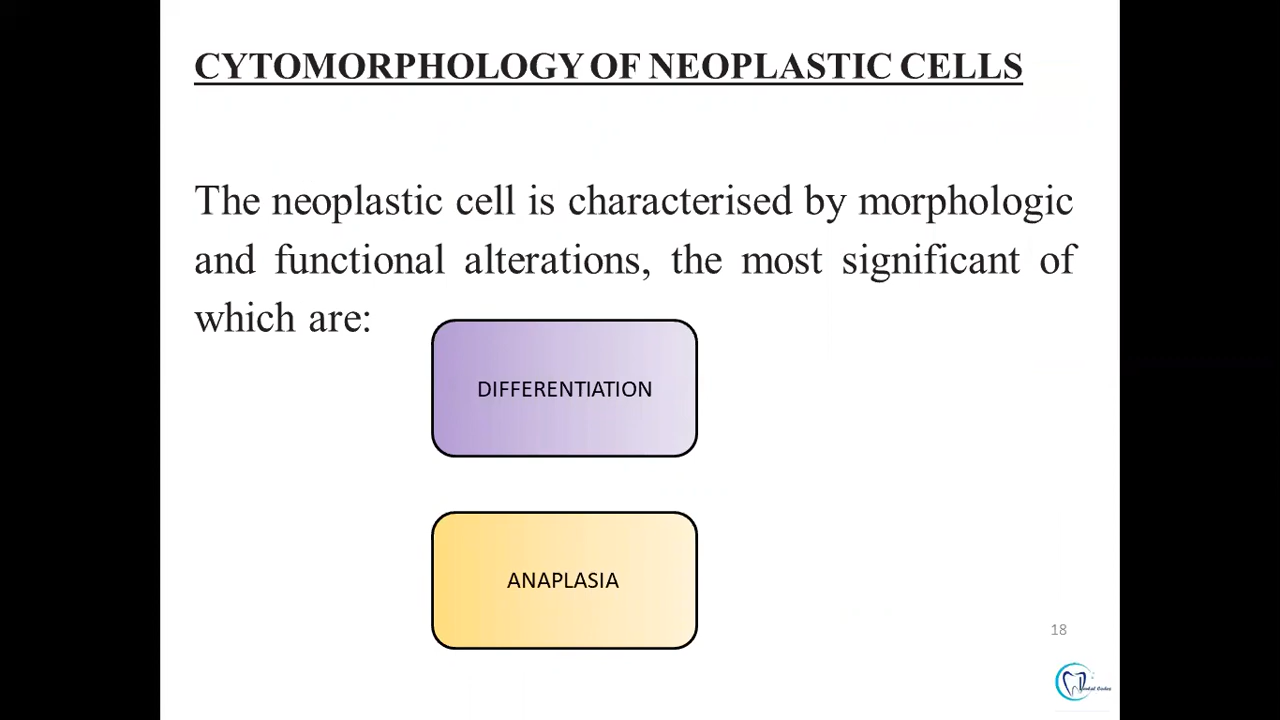 CYTOMORPHOLOGY OF NEOPLASTIC CELLS
The neoplastic cell is characterised by morphologic
and functional alterations, the most significant of
which are:
DIFFERENTIATION
ANAPLASIA
18